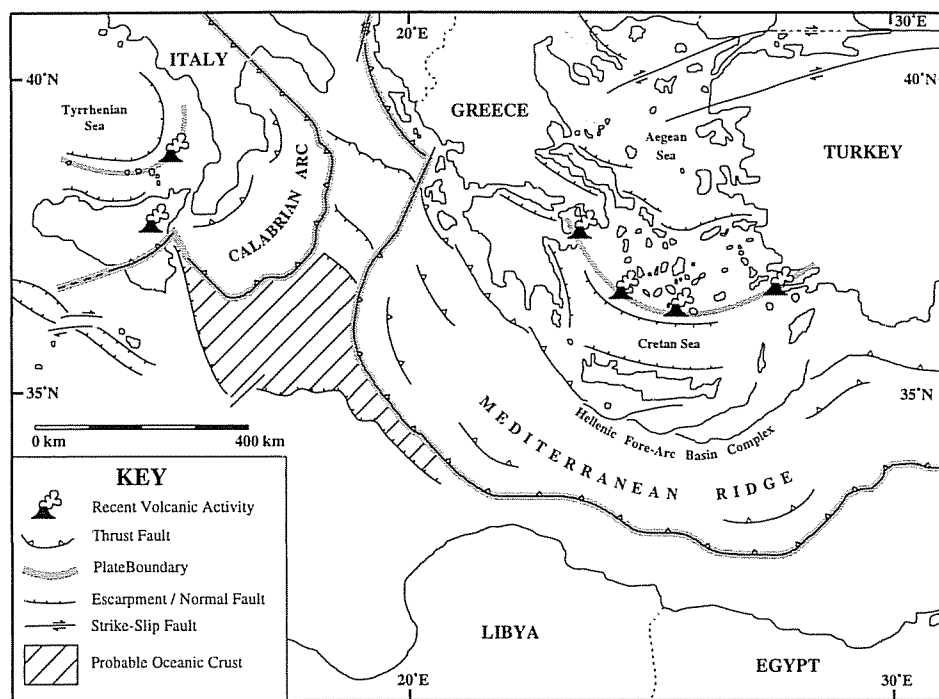 20°E
30°E
ITALY
40°N
40°N
GREECE
Tyrrhenian
Sea
Aegean
Sea
TURKEY
CALABRIAN ARC
Cretan Sea
35°N
35°N
Hellenic Fore-Arc Basin Complex
MEDITERRANEAN RIDGE
0 km
400 km
KEY
Recent Volcanic Activity
Thrust Fault
PlateBoundary
Escarpment / Normal Fault
Strike-Slip Fault
Probable Oceanic Crust
LIBYA
EGYPT
20°E
30°E